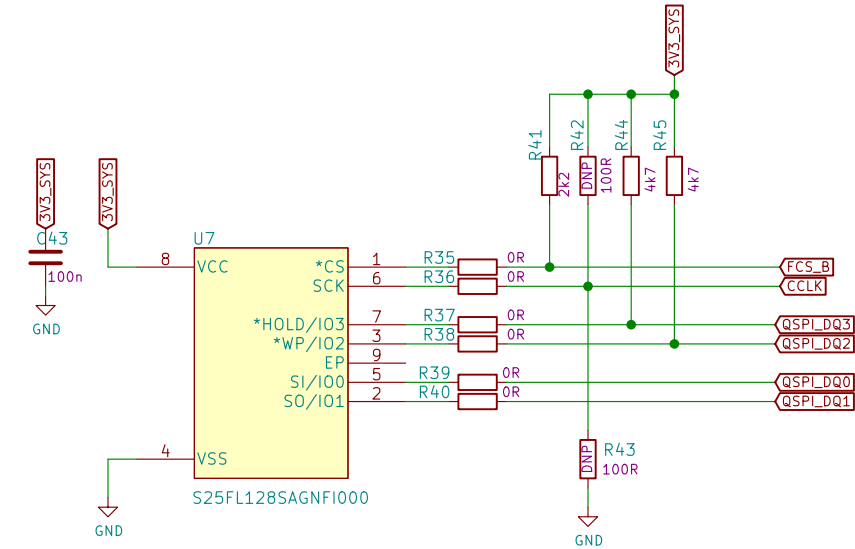 3V3_SYS
R41
2k2
R42
DNP
100R
R44
4k7
R45
4k7
3V3_SYS
3V3_SYS
C43
100n
GND
U7
8
VCC
*CS
1
R35
0R
FCS_B
SCK
6
R36
0R
CCLK
*HOLD/IO3
7
R37
0R
QSPI_DQ3
*WP/IO2
3
R38
0R
QSPI_DQ2
EP
9
SI/IO0
5
R39
0R
QSPI_DQ0
SO/IO1
2
R40
0R
QSPI_DQ1
4
VSS
S25FL128SAGNFI000
GND
DNP
R43
100R
GND